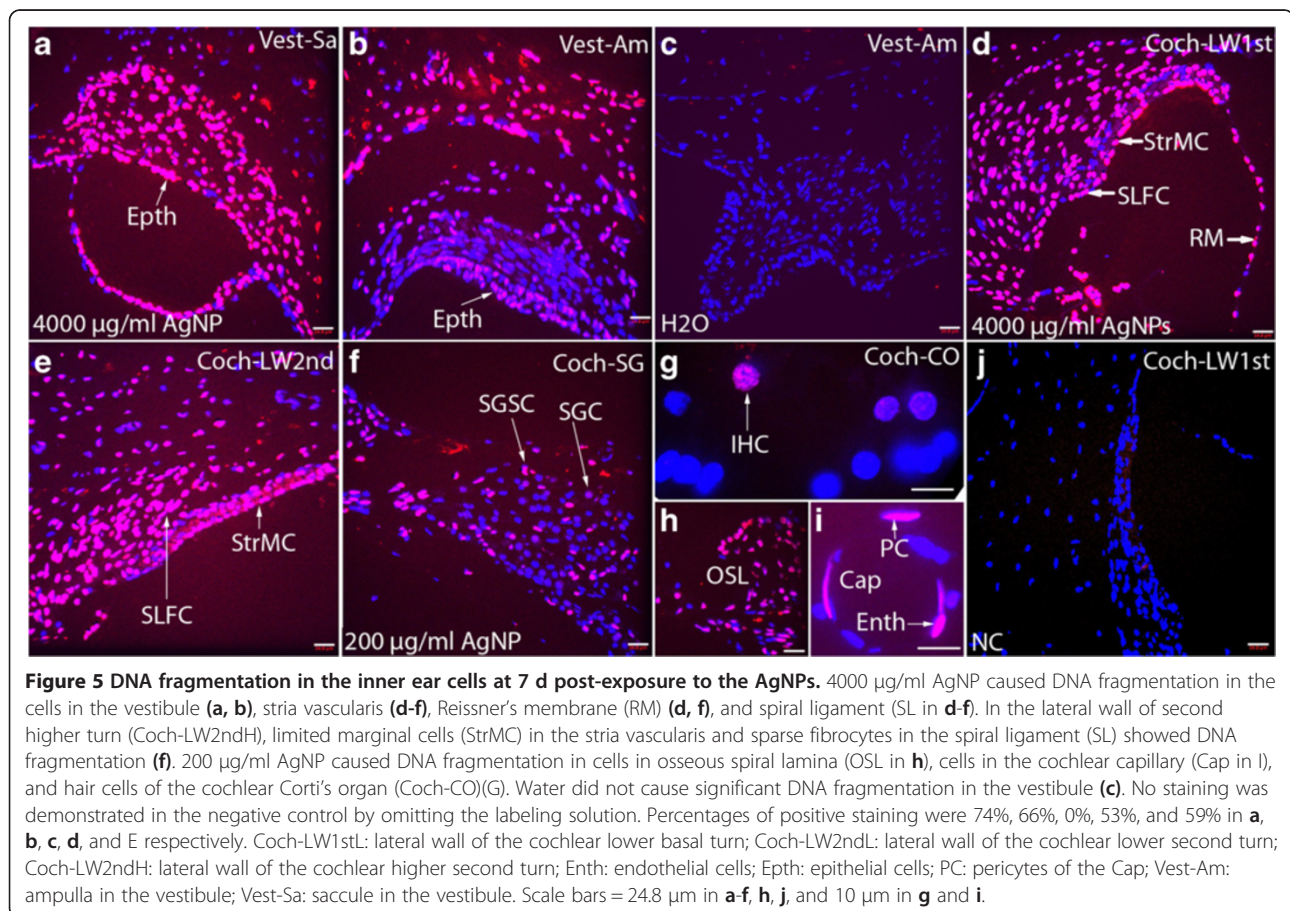 a Vest-Sa
Epth
4000 µg/ml AgNP
b Vest-Am
Epth
c Vest-Am
H2O
d Coch-LW1st
StrMC
SLFC
RM
4000 µg/ml AgNPs
e Coch-LW2nd
StrMC
SLFC
f Coch-SG
SGSC SGC
200 µg/ml AgNP
g Coch-CO
IHC
h
OSL
i
PC
Cap
Enth
j Coch-LW1st
NC
Figure 5 DNA fragmentation in the inner ear cells at 7 d post-exposure to the AgNPs. 4000 µg/ml AgNP caused DNA fragmentation in the
cells in the vestibule (a, b), stria vascularis (d-f), Reissner's membrane (RM) (d, f), and spiral ligament (SL in d-f). In the lateral wall of second
higher turn (Coch-LW2ndH), limited marginal cells (StrMC) in the stria vascularis and sparse fibrocytes in the spiral ligament (SL) showed DNA
fragmentation (f). 200 µg/ml AgNP caused DNA fragmentation in cells in osseous spiral lamina (OSL in h), cells in the cochlear capillary (Cap in I),
and hair cells of the cochlear Corti's organ (Coch-CO)(G). Water did not cause significant DNA fragmentation in the vestibule (c). No staining was
demonstrated in the negative control by omitting the labeling solution. Percentages of positive staining were 74%, 66%, 0%, 53%, and 59% in a,
b, c, d, and E respectively. Coch-LW1stL: lateral wall of the cochlear lower basal turn; Coch-LW2ndL: lateral wall of the cochlear lower second turn;
Coch-LW2ndH: lateral wall of the cochlear higher second turn; Enth: endothelial cells; Epth: epithelial cells; PC: pericytes of the Cap; Vest-Am:
ampulla in the vestibule; Vest-Sa: saccule in the vestibule. Scale bars = 24.8 µm in a-f, h, j, and 10 µm in g and i.